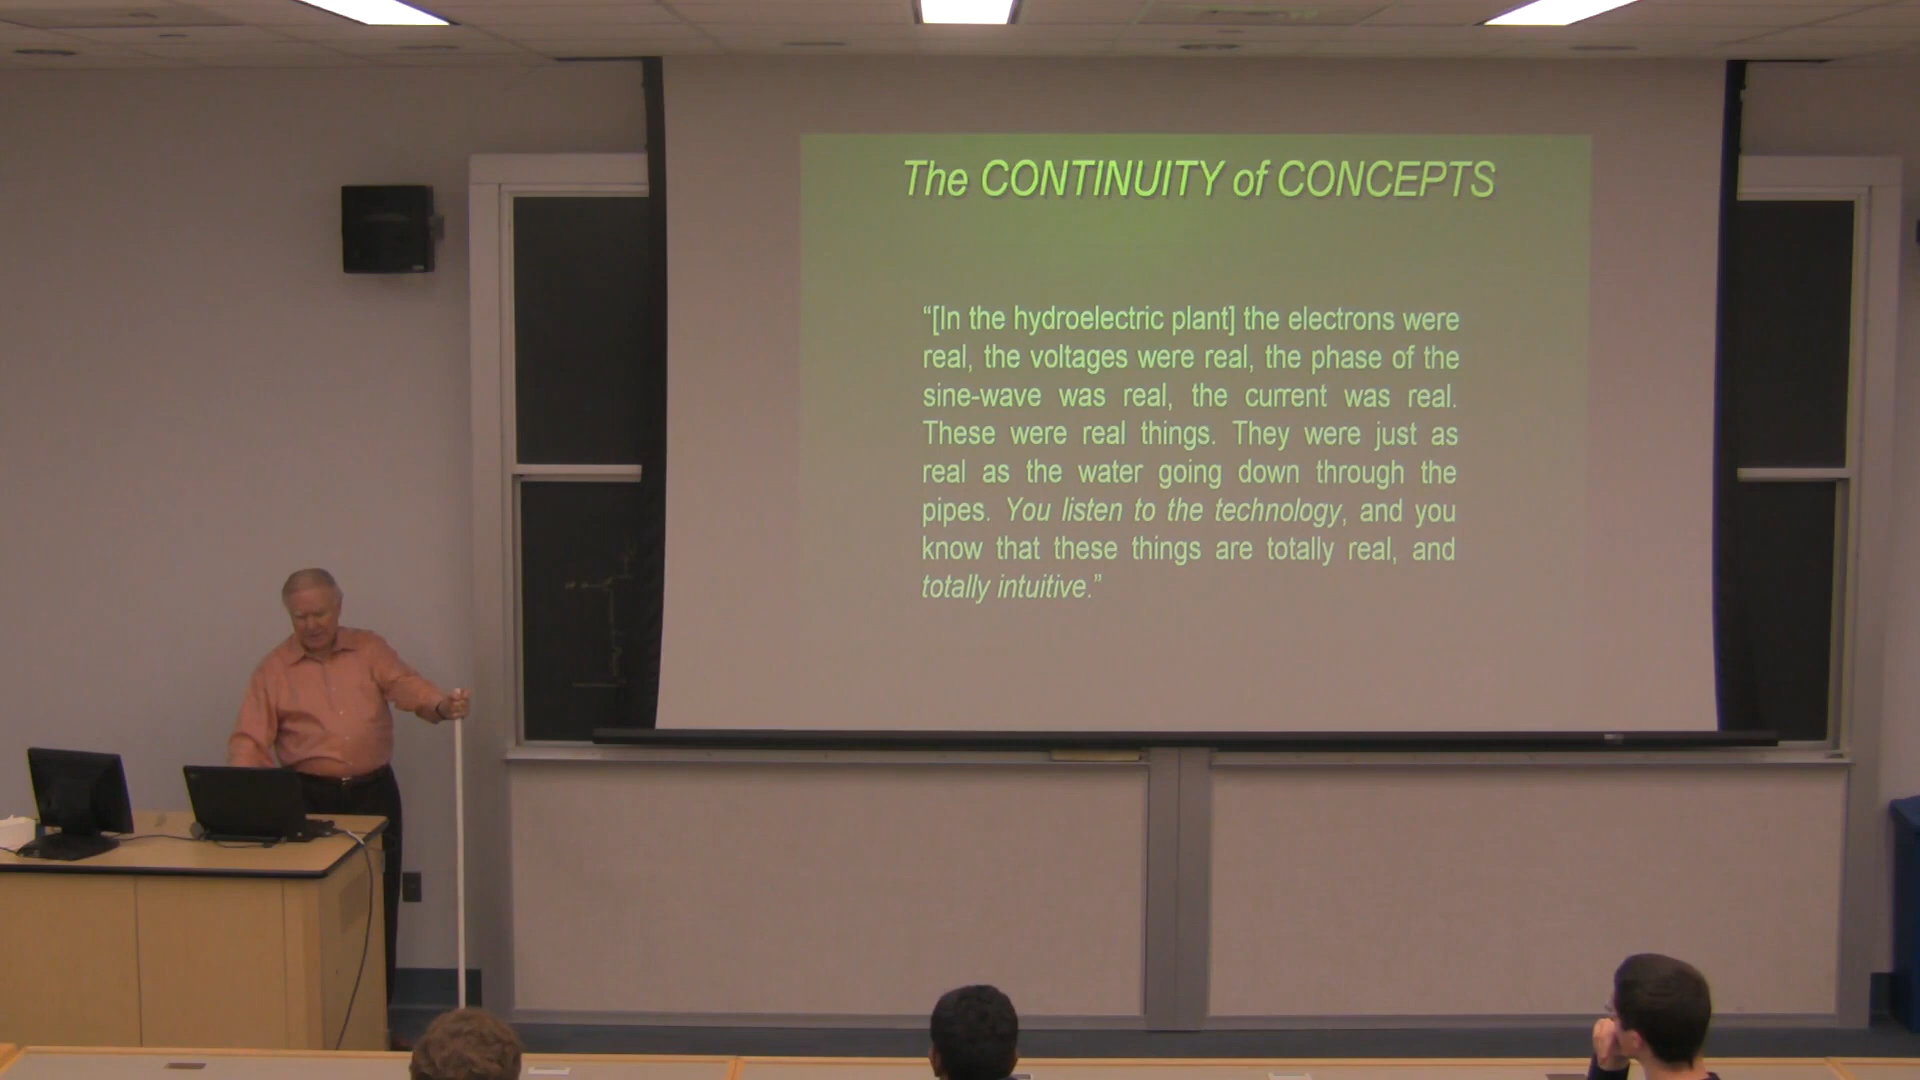 The CONTINUITY of CONCEPTS
“[In the hydroelectric plant] the electrons were
real, the voltages were real, the phase of the
sine-wave was real, the current was real.
These were real things. They were just as
real as the water going down through the
pipes. You listen to the technology, and you
know that these things are totally real, and
totally intuitive.”